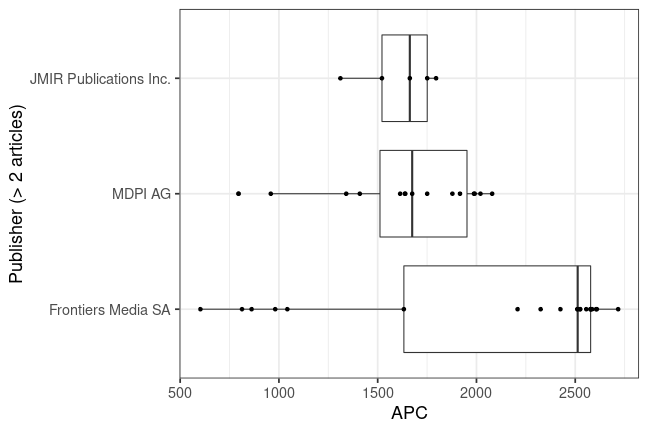 Publisher (> 2 articles)
JMIR Publications Inc.
MDPI AG
Frontiers Media SA
500 1000 1500 2000 2500
APC